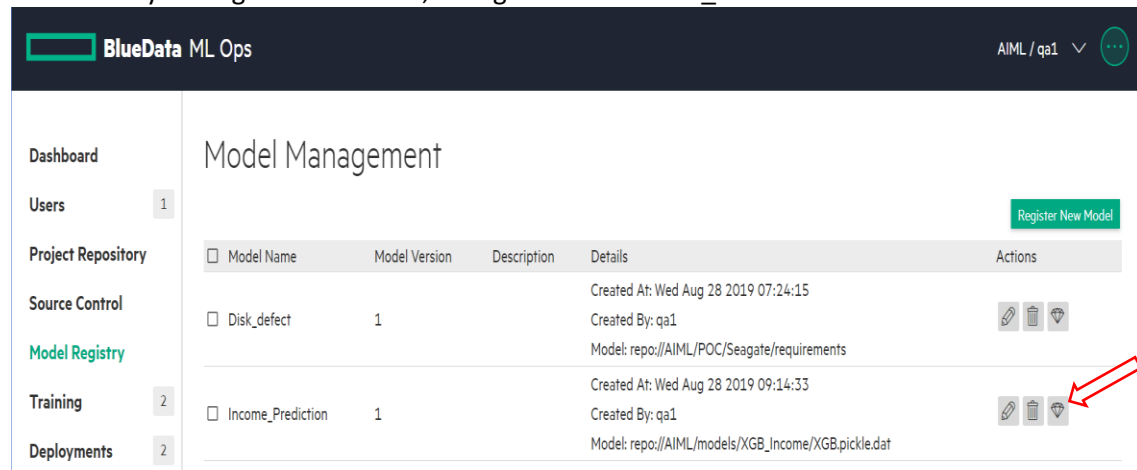 BlueData ML Ops
AIML / qa1
Dashboard
Users 1
Project Repository
Source Control
Model Registry
Training 2
Deployments 2
Model Management
Register New Model
Model Name Model Version Description Details Actions
Created At: Wed Aug 28 2019 07:24:15
Disk_defect 1 Created By: qa1
Model: repo://AIML/POC/Seagate/requirements
Created At: Wed Aug 28 2019 09:14:33
Income_Prediction 1 Created By: qa1
Model: repo://AIML/models/XGB_Income/XGB.pickle.dat